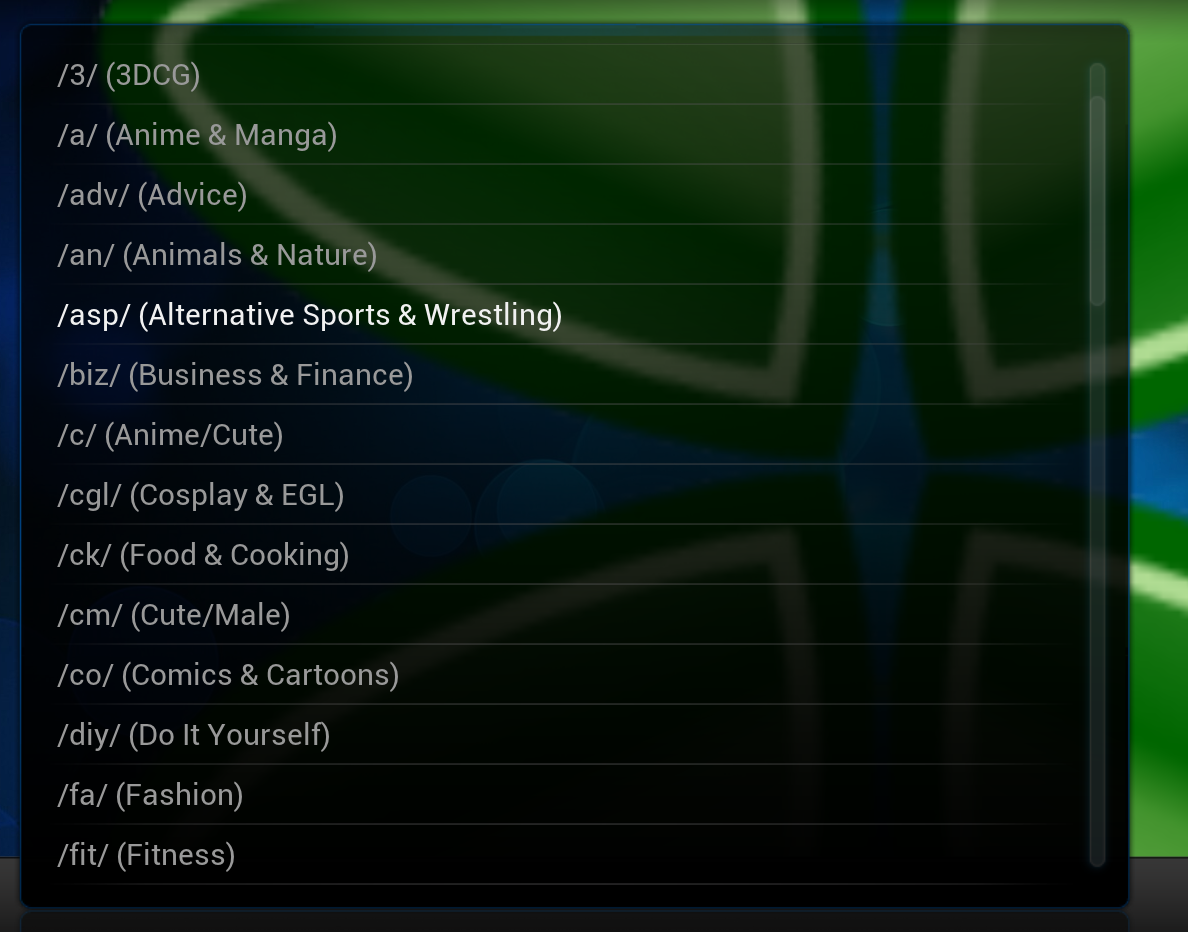 /3/ (3DCG)
/a/ (Anime & Manga)
/adv/ (Advice)
/an/ (Animals & Nature)
/asp/ (Alternative Sports & Wrestling)
/biz/ (Business & Finance)
/c/ (Anime/Cute)
/cgl/ (Cosplay & EGL)
/ck/ (Food & Cooking)
/cm/ (Cute/Male)
/co/ (Comics & Cartoons)
/diy/ (Do It Yourself)
/fa/ (Fashion)
/fit/ (Fitness)